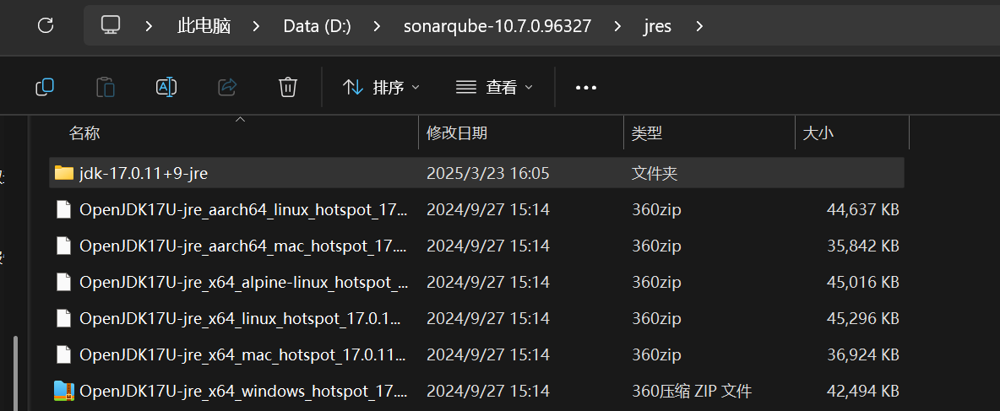 此电脑 > Data (D:) > sonarqube-10.7.0.96327 > jres >
排序 查看 ...
名称 修改日期 类型 大小
jdk-17.0.11+9-jre 2025/3/23 16:05 文件夹
OpenJDK17U-jre_aarch64_linux_hotspot_17... 2024/9/27 15:14 360zip 44,637 KB
OpenJDK17U-jre_aarch64_mac_hotspot_17.... 2024/9/27 15:14 360zip 35,842 KB
OpenJDK17U-jre_x64_alpine-linux_hotspot_... 2024/9/27 15:14 360zip 45,016 KB
OpenJDK17U-jre_x64_linux_hotspot_17.0.1... 2024/9/27 15:14 360zip 45,296 KB
OpenJDK17U-jre_x64_mac_hotspot_17.0.11... 2024/9/27 15:14 360zip 36,924 KB
OpenJDK17U-jre_x64_windows_hotspot_17.... 2024/9/27 15:14 360压缩 ZIP 文件 42,494 KB